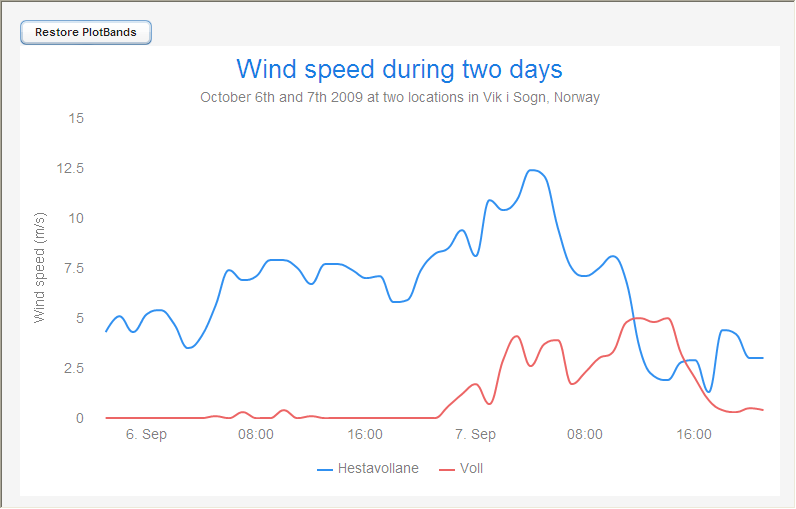 Restore PlotBands
Wind speed during two days
October 6th and 7th 2009 at two locations in Vik i Sogn, Norway
Wind speed (m/s)
15
12.5
10
7.5
5
2.5
0
6. Sep 08:00 16:00 7. Sep 08:00 16:00
Hestavollane Voll